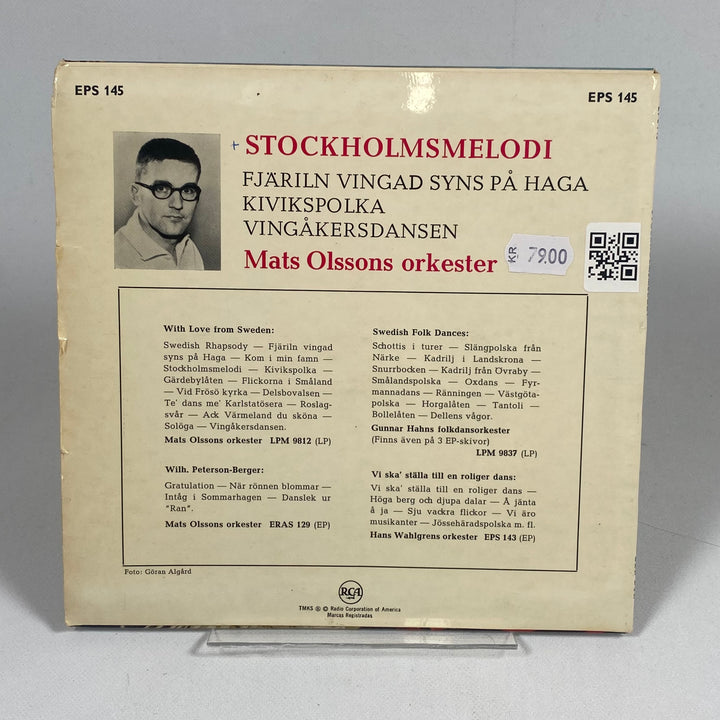 EPS 145
EPS 145
+ STOCKHOLMSMELODI
FJÄRILN VINGAD SYNS PÅ HAGA
KIVIKSPOLKA
VINGÅKERSDANSEN
Mats Olssons orkester
KR 79.00
With Love from Sweden:
Swedish Rhapsody — Fjäriln vingad
syns på Haga — Kom i min famn —
Stockholmsmelodi — Kivikspolka —
Gärdebylåten — Flickorna i Småland
— Vid Frösö kyrka — Delsbovalsen —
Te' dans me' Karlstatösera — Roslag-
svår — Ack Värmeland du sköna —
Solöga — Vingåkersdansen.
Mats Olssons orkester LPM 9812 (LP)
Wilh. Peterson-Berger:
Gratulation — När rönnen blommar —
Intåg i Sommarhagen — Danslek ur
"Ran".
Mats Olssons orkester ERAS 129 (EP)
Swedish Folk Dances:
Schottis i turer — Slängpolska från
Närke — Kadrilj i Landskrona —
Snurrbocken — Kadrilj från Övraby —
Smålandspolska — Oxdans — Fyr-
mannadans — Ränningen — Västgöta-
polska — Horgalåten — Tantoli —
Bollelåten — Dellens vågor.
Gunnar Hahns folkdansorkester
(Finns även på 3 EP-skivor)
LPM 9837 (LP)
Vi ska' ställa till en roliger dans:
Vi ska' ställa till en roliger dans —
Höga berg och djupa dalar — Å jänta
å ja — Sju vackra flickor — Vi äro
musikanter — Jössehäradspolska m. fl.
Hans Wahlgrens orkester EPS 143 (EP)
Foto: Göran Algård
RCA
TMKS ® © Radio Corporation of America
Marcas Registradas